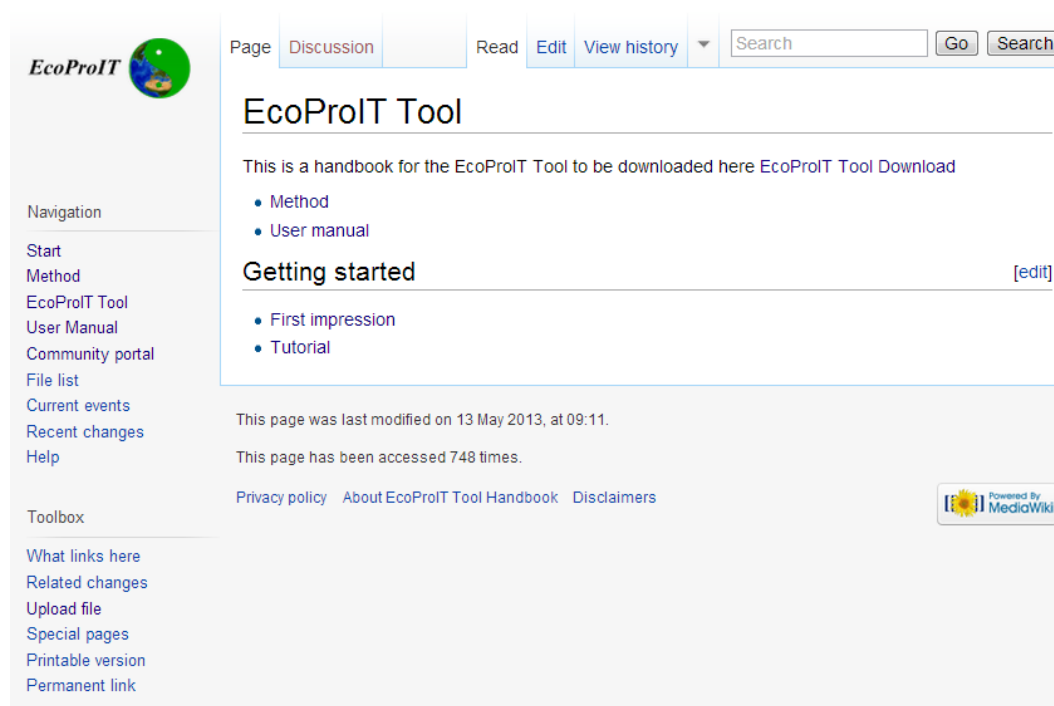 EcoProIT
Page Discussion Read Edit View history Search Go Search
EcoProIT Tool
This is a handbook for the EcoProIT Tool to be downloaded here EcoProIT Tool Download
Method
User manual
Getting started [edit]
First impression
Tutorial
This page was last modified on 13 May 2013, at 09:11.
This page has been accessed 748 times.
Privacy policy About EcoProIT Tool Handbook Disclaimers
Powered By
MediaWiki
Navigation
Start
Method
EcoProIT Tool
User Manual
Community portal
File list
Current events
Recent changes
Help
Toolbox
What links here
Related changes
Upload file
Special pages
Printable version
Permanent link